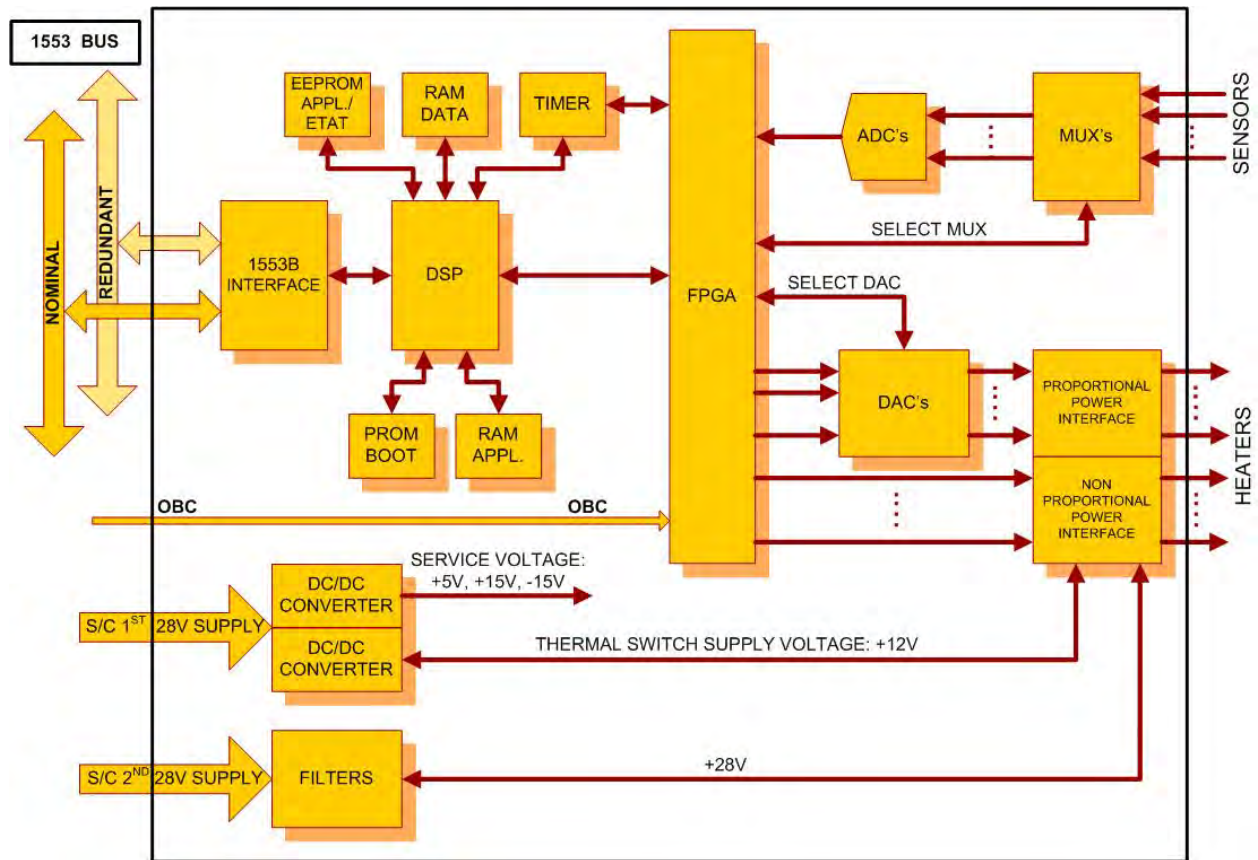 1553 BUS
NOMINAL
REDUNDANT
EEPROM
APPL./
ETAT
RAM
DATA
TIMER
ADC's
MUX's
SENSORS
1553B
INTERFACE
DSP
FPGA
SELECT MUX
SELECT DAC
PROM
BOOT
RAM
APPL.
DAC's
PROPORTIONAL
POWER
INTERFACE
NON
PROPORTIONAL
POWER
INTERFACE
HEATERS
OBC
OBC
SERVICE VOLTAGE:
+5V, +15V, -15V
S/C 1ST 28V SUPPLY
DC/DC
CONVERTER
DC/DC
CONVERTER
THERMAL SWITCH SUPPLY VOLTAGE: +12V
S/C 2ND 28V SUPPLY
FILTERS
+28V